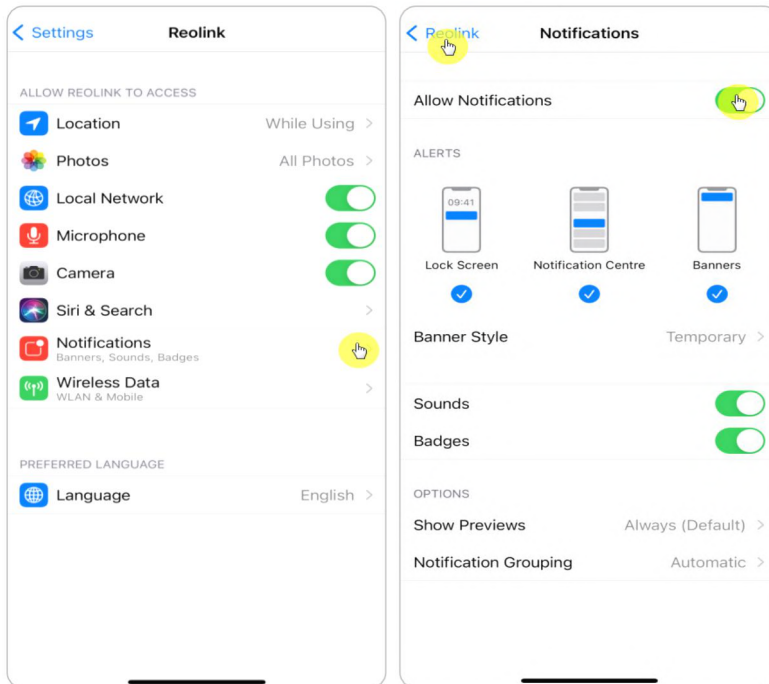 Settings
Reolink
ALLOW REOLINK TO ACCESS
Location
While Using
Photos
All Photos
Local Network
Microphone
Camera
Siri & Search
Notifications
Banners, Sounds, Badges
Wireless Data
WLAN & Mobile
PREFERRED LANGUAGE
Language
English
Reolink
Notifications
Allow Notifications
ALERTS
09:41
Lock Screen
Notification Centre
Banners
Banner Style
Temporary
Sounds
Badges
OPTIONS
Show Previews
Always (Default)
Notification Grouping
Automatic